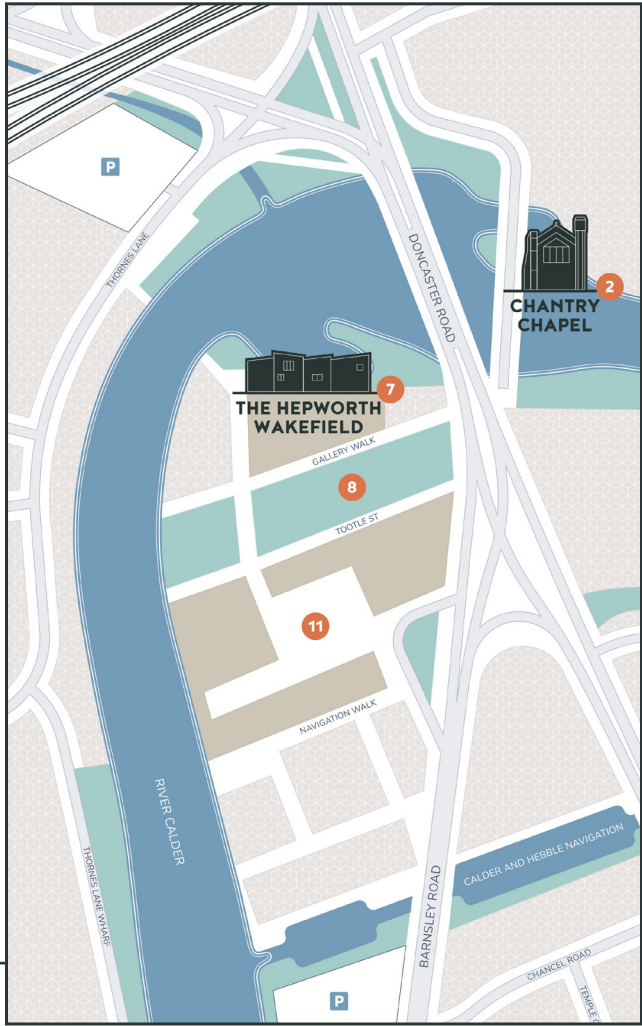 P
THORNES LANE
DONCASTER ROAD
2
CHANTRY
CHAPEL
7
THE HEPWORTH
WAKEFIELD
GALLERY WALK
8
TOOTLE ST
11
NAVIGATION WALK
RIVER CALDER
THORNES LANE WHARF
CALDER AND HEBBLE NAVIGATION
BARNSLEY ROAD
CHANCEL ROAD
P